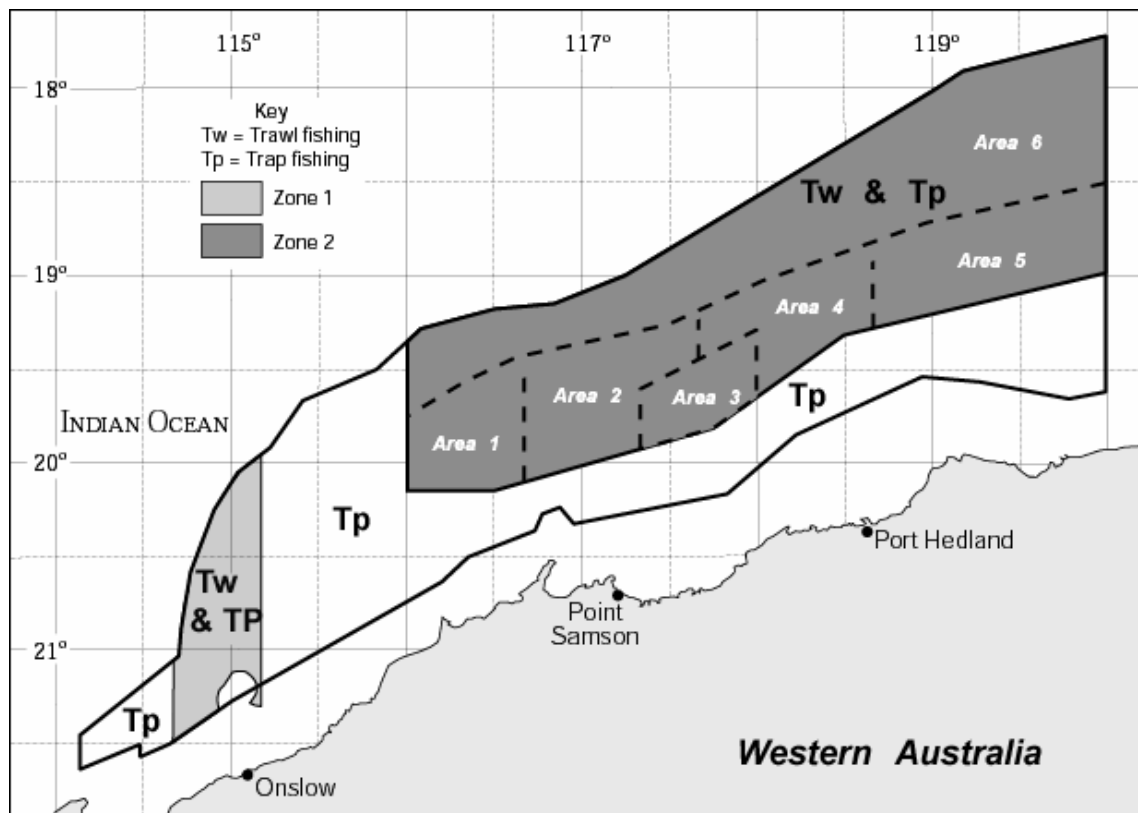 115º
117º
119º
18º
19º
20º
21º
Key
Tw = Trawl fishing
Tp = Trap fishing
Zone 1
Zone 2
Area 6
Tw & Tp
Area 5
Area 4
Area 2
Area 3
Area 1
Tp
INDIAN OCEAN
Tp
Port Hedland
Tw
& TP
Point
Samson
Tp
Western Australia
Onslow